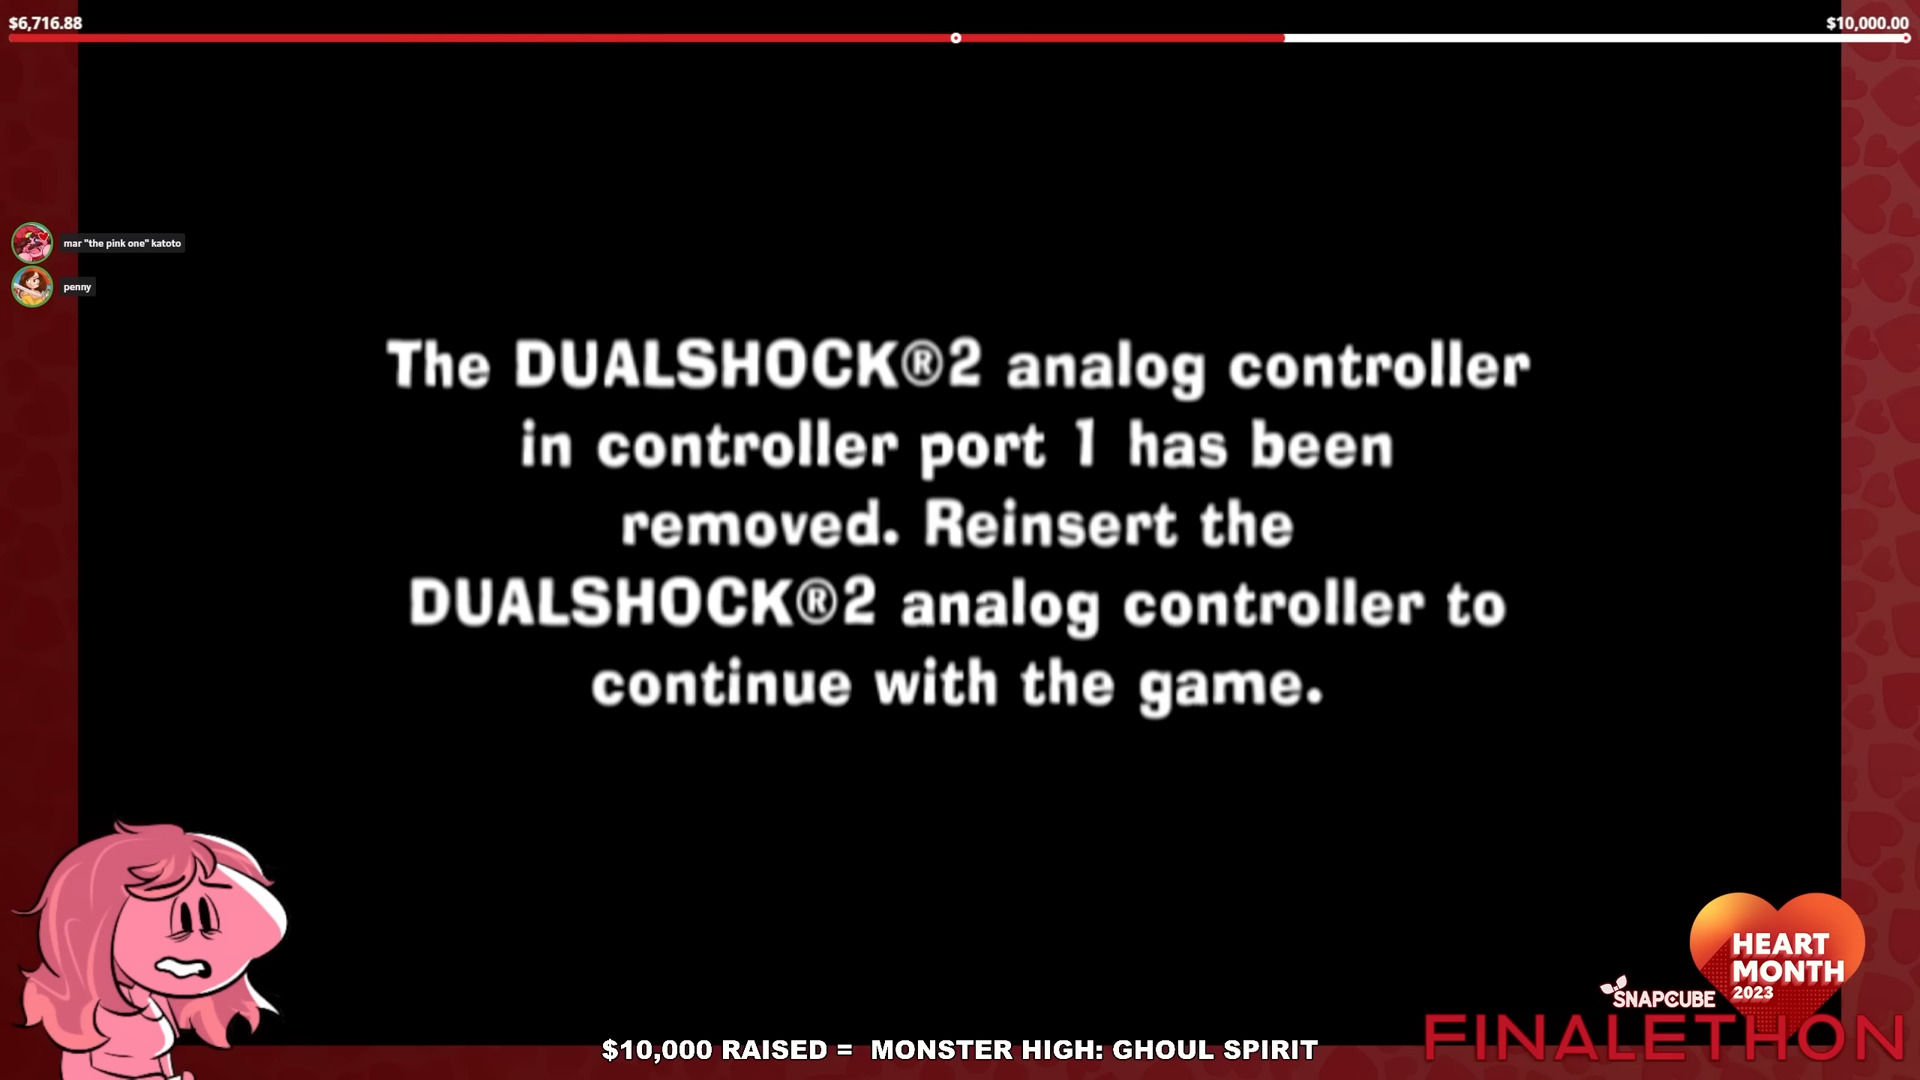 $6,716.88
$10,000.00
mar "the pink one" katoto
penny
The DUALSHOCK®2 analog controller
in controller port 1 has been
removed. Reinsert the
DUALSHOCK®2 analog controller to
continue with the game.
HEART
MONTH
2023
SNAPCUBE
FINALETHON
$10,000 RAISED = MONSTER HIGH: GHOUL SPIRIT